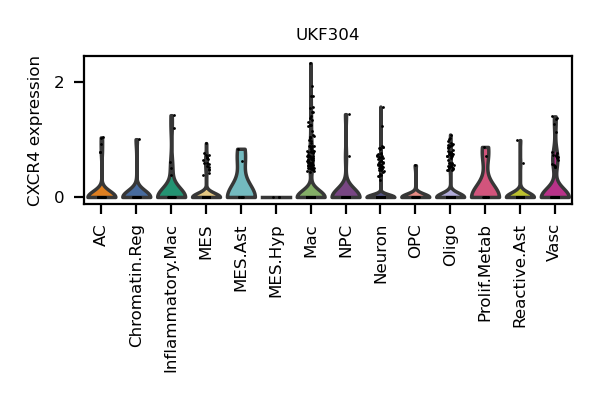 UKF304
CXCR4 expression
2
0
AC
Chromatin.Reg
Inflammatory.Mac
MES
MES.Ast
MES.Hyp
Mac
NPC
Neuron
OPC
Oligo
Prolif.Metab
Reactive.Ast
Vasc